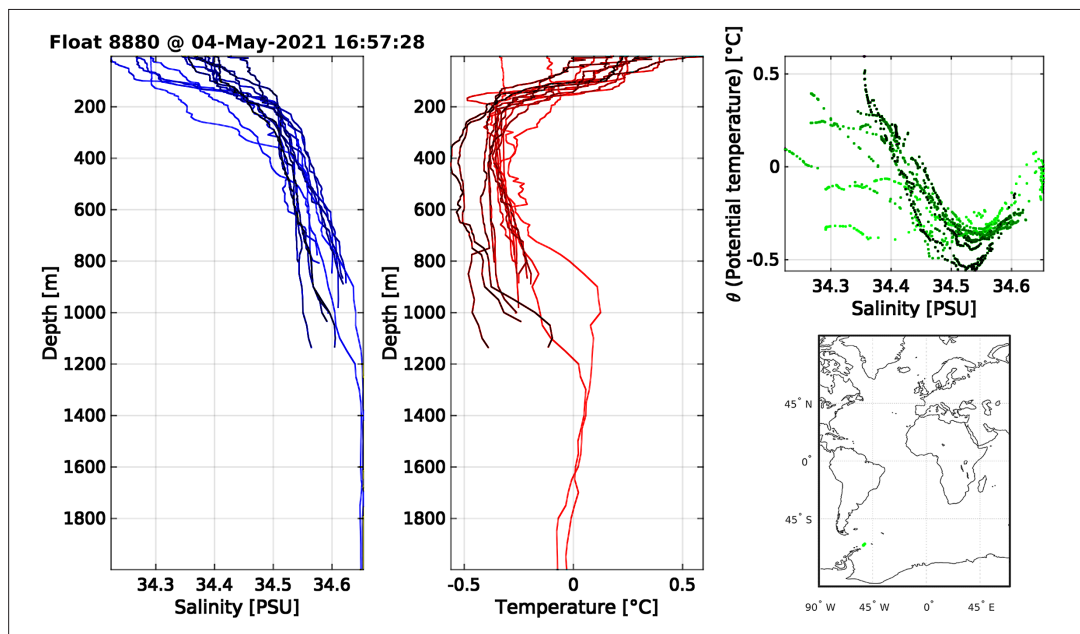 Float 8880 @ 04-May-2021 16:57:28
Depth [m]
200
400
600
800
1000
1200
1400
1600
1800
34.3 34.4 34.5 34.6
Salinity [PSU]
Depth [m]
200
400
600
800
1000
1200
1400
1600
1800
-0.5 0 0.5
Temperature [°C]
θ (Potential temperature) [°C]
0.5
0
-0.5
34.3 34.4 34.5 34.6
Salinity [PSU]
45° N
0°
45° S
90° W 45° W 0° 45° E